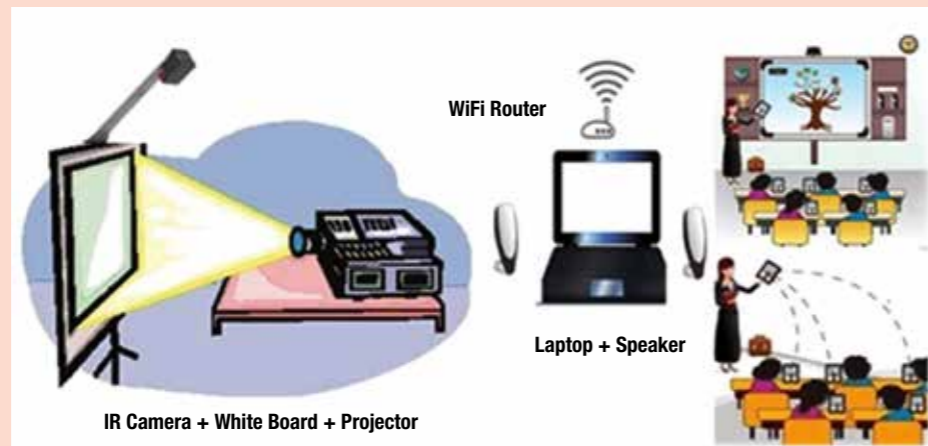 WiFi Router
Laptop + Speaker
IR Camera + White Board + Projector